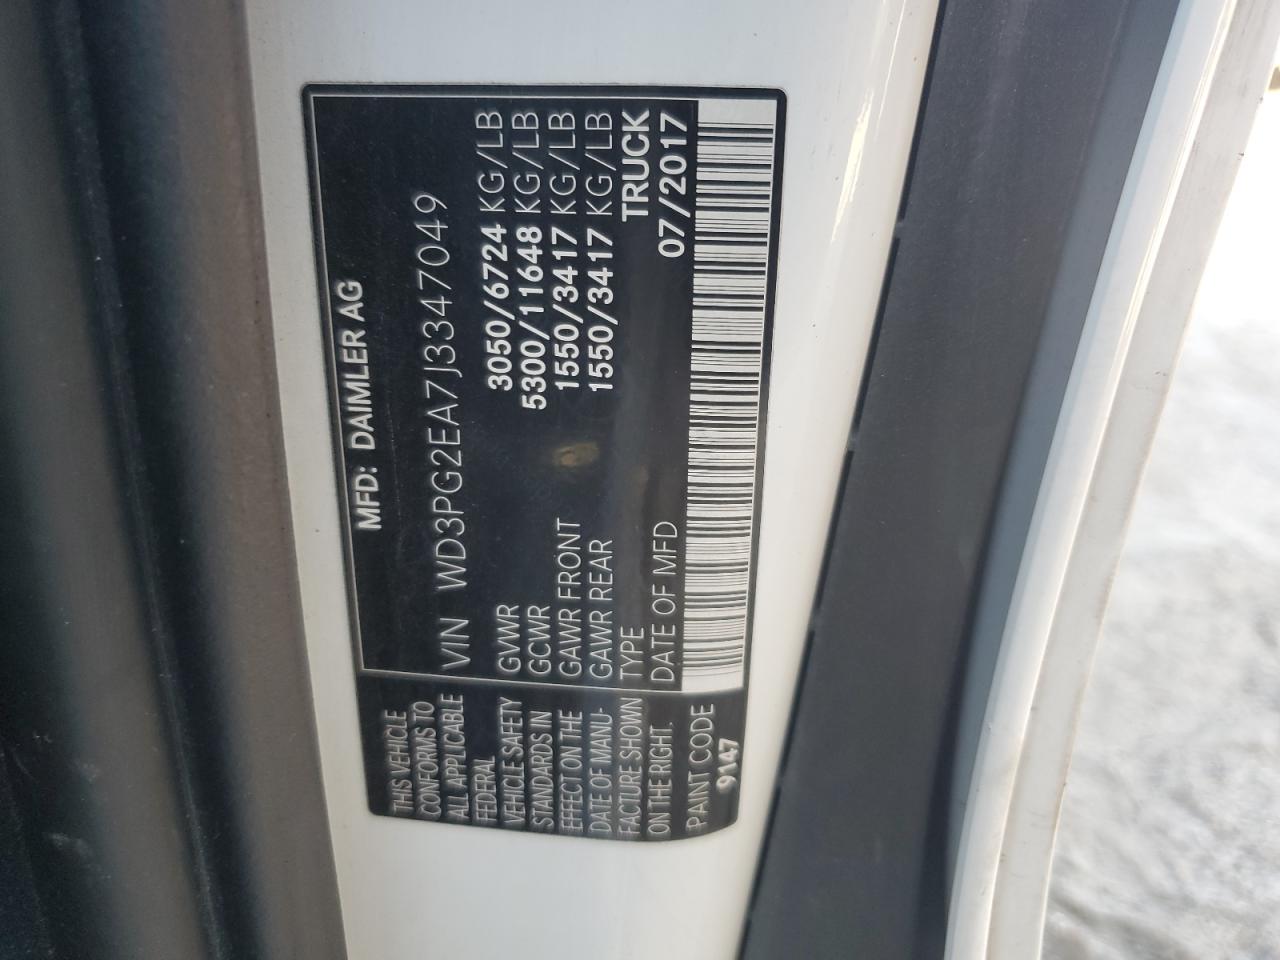 MFD: DAIMLER AG
VIN WD3PG2EA7J3347049
GVWR 3050/6724 KG/LB
GCWR 5300/11648 KG/LB
GAWR FRONT 1550/3417 KG/LB
GAWR REAR 1550/3417 KG/LB
TYPE TRUCK
DATE OF MFD 07/2017
THIS VEHICLE
CONFORMS TO
ALL APPLICABLE
FEDERAL
VEHICLE SAFETY
STANDARDS IN
EFFECT ON THE
DATE OF MANU-
FACTURE SHOWN
ON THE RIGHT.
PAINT CODE
9147